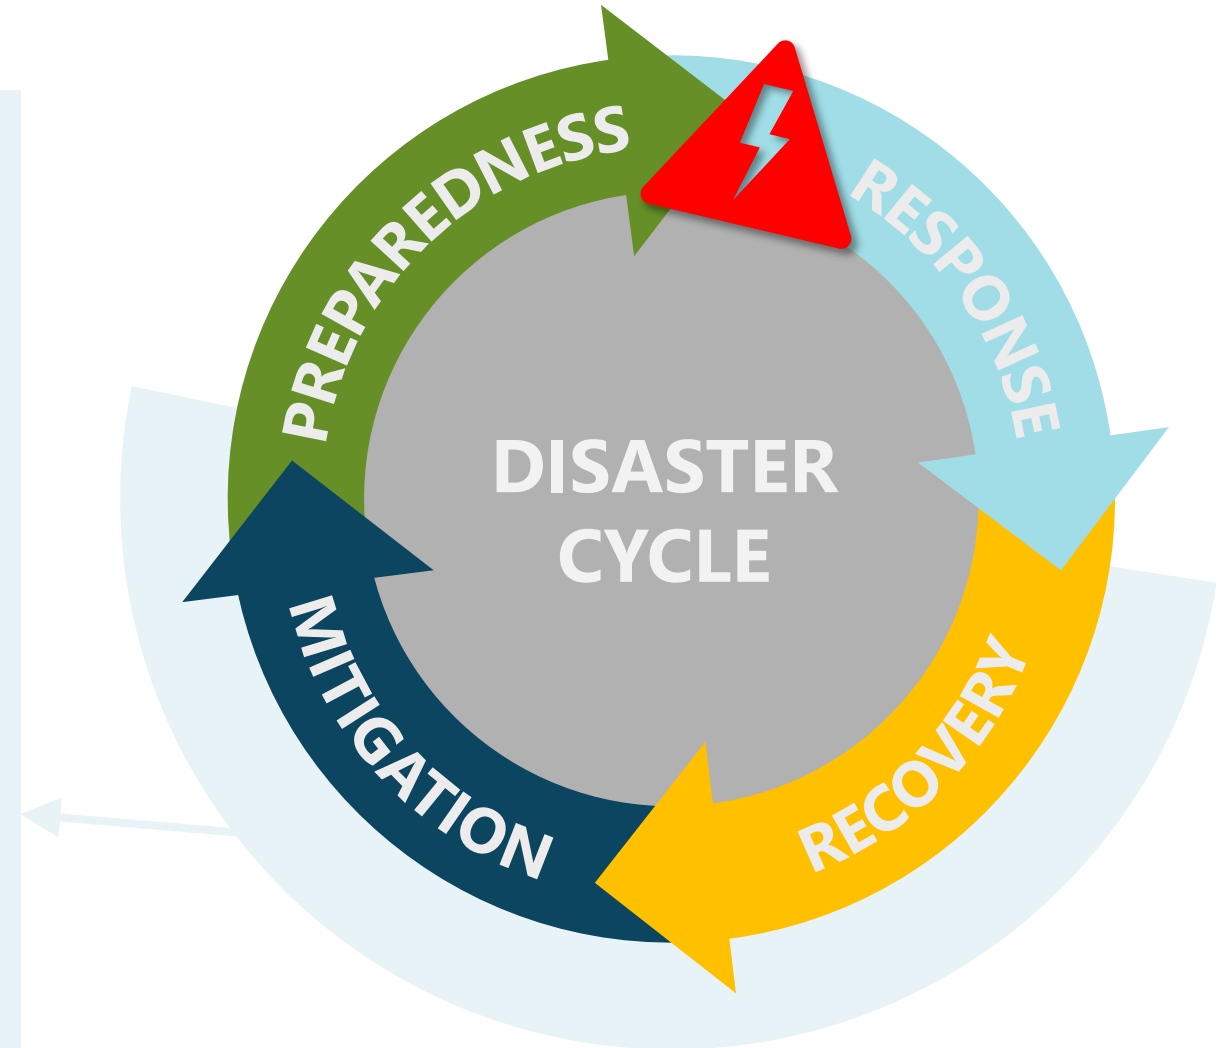 DISASTER
CYCLE
PREPAREDNESS
RESPONSE
RECOVERY
MITIGATION